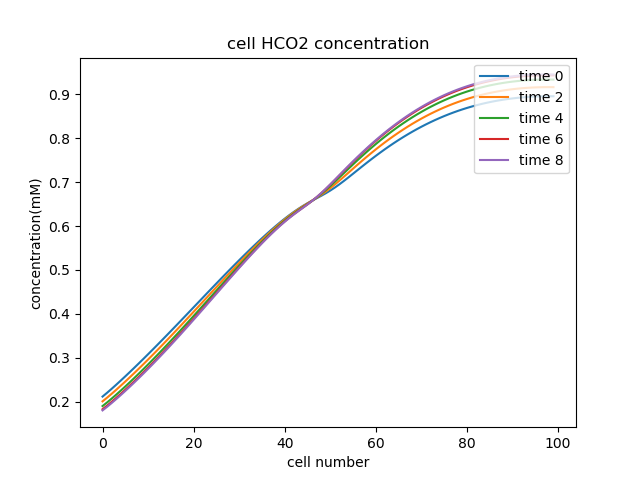 cell HCO2 concentration
concentration(mM)
0.9
0.8
0.7
0.6
0.5
0.4
0.3
0.2
time 0
time 2
time 4
time 6
time 8
0 20 40 60 80 100
cell number